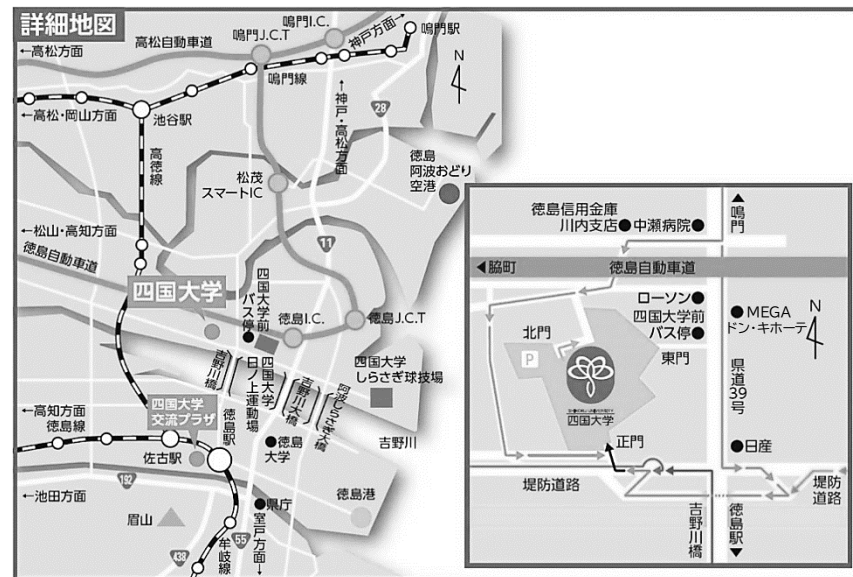 詳細地図
鳴門I.C.
鳴門J.C.T
神戸方面→
鳴門駅
←高松方面
高松自動車道
鳴門線
N
←高松・岡山方面
池谷駅
←神戸・高松方面
28
高徳線
松茂
スマートIC
徳島
阿波おどり
空港
←松山・高知方面
徳島自動車道
11
四国大学
四国大学前
バス停
徳島I.C.
徳島J.C.T
吉野川橋
四国大学
日ノ上運動場
吉野川大橋
阿波しらさぎ大橋
四国大学
しらさぎ球技場
吉野川
←高知方面
徳島線
四国大学
交流プラザ
徳島駅
佐古駅
徳島
大学
192
←池田方面
県庁
徳島港
眉山
室戸方面→
55
438
牟岐線
徳島信用金庫
川内支店
中瀬病院
▲鳴門
◀脇町
徳島自動車道
ローソン
四国大学前
バス停
MEGA
ドン・キホーテ
N
北門
P
東門
県道39号
SHIKOKU UNIVERSITY
四国大学
正門
日産
堤防道路
堤防
道路
吉野川橋
徳島駅▼